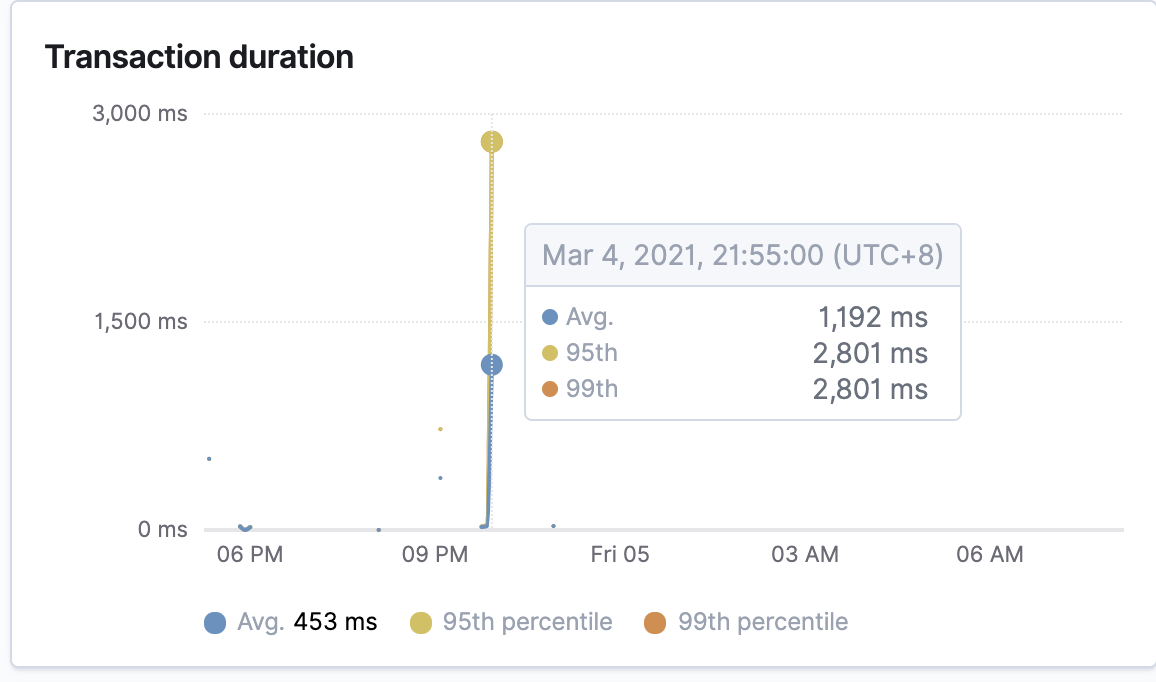 Transaction duration
3,000 ms
Mar 4, 2021, 21:55:00 (UTC+8)
1,500 ms
Avg. 1,192 ms
95th 2,801 ms
99th 2,801 ms
0 ms
06 PM 09 PM Fri 05 03 AM 06 AM
Avg. 453 ms 95th percentile 99th percentile